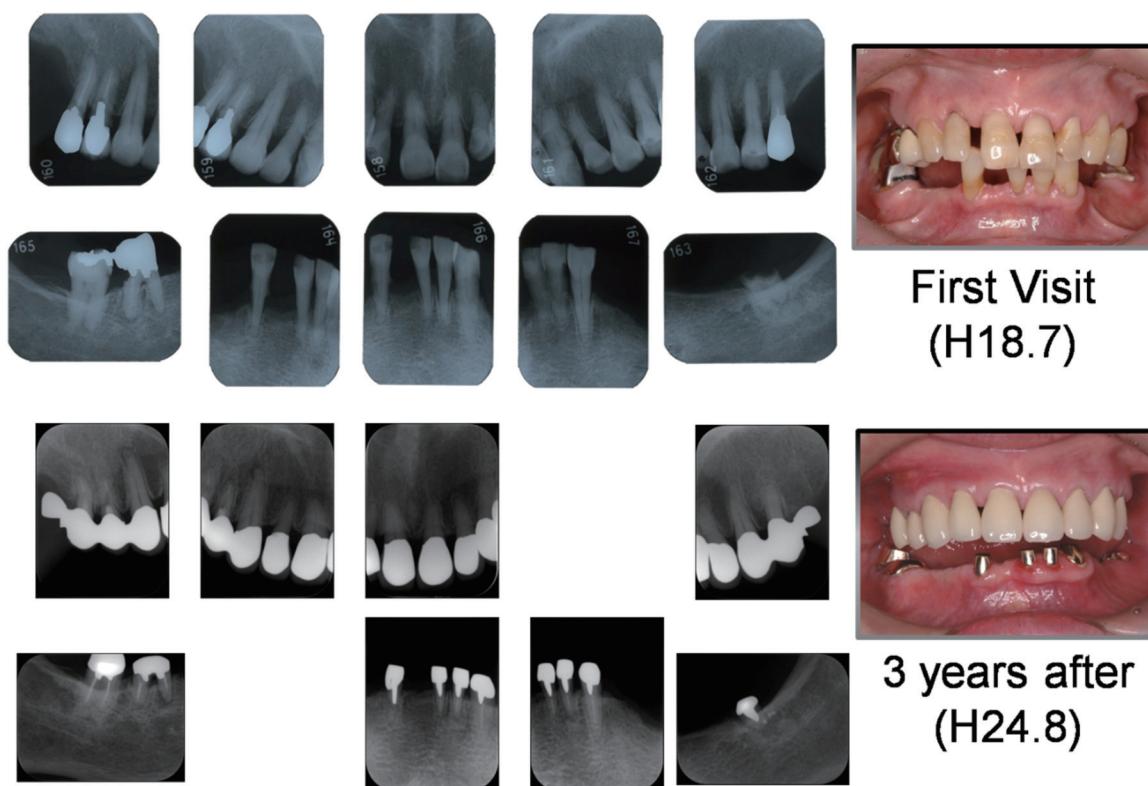 160
159
158
161
162
First Visit
(H18.7)
165
164
166
167
163
3 years after
(H24.8)